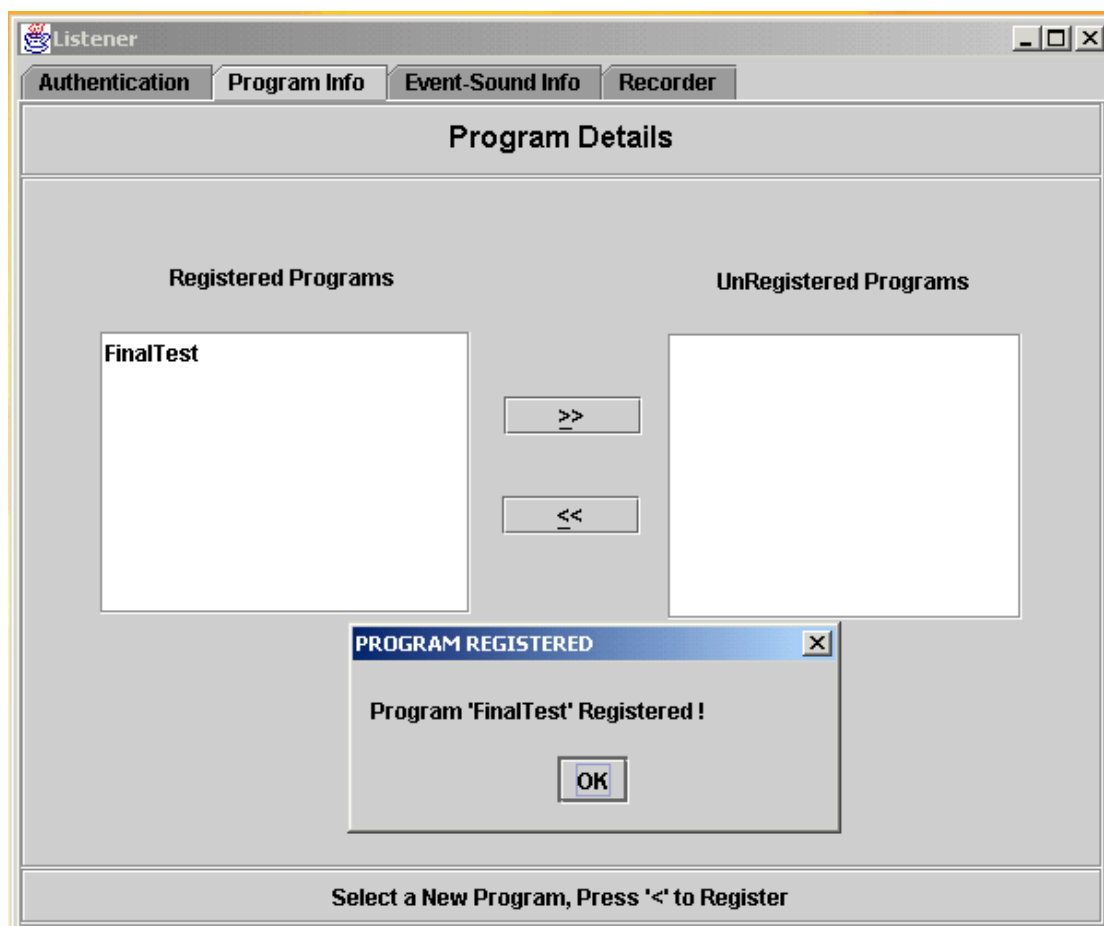 Listener
Authentication Program Info Event-Sound Info Recorder
Program Details
Registered Programs
UnRegistered Programs
FinalTest
>>
<<
PROGRAM REGISTERED
Program 'FinalTest' Registered !
OK
Select a New Program, Press '<' to Register